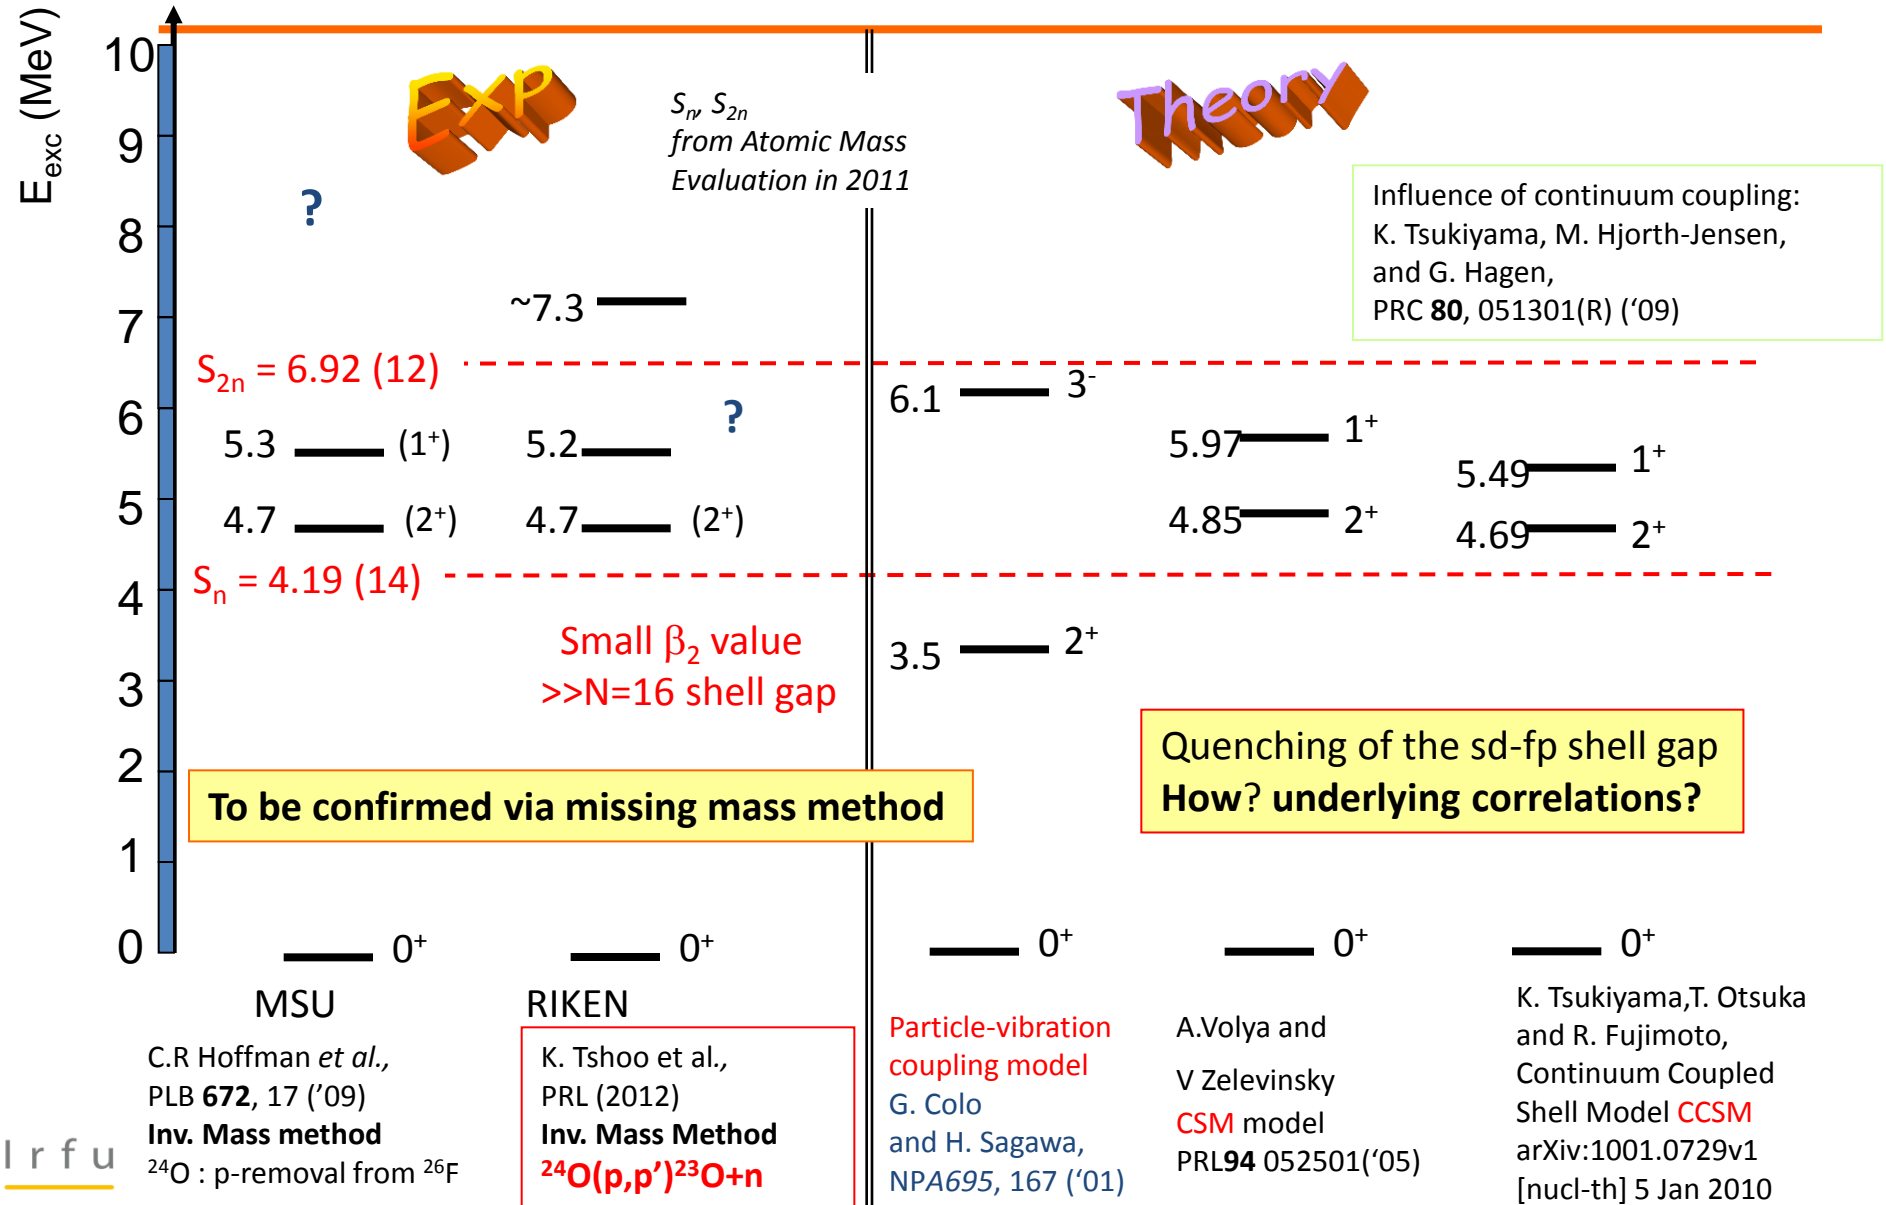 E_exc (MeV)
10
9
8
7
6
5
4
3
2
1
0
Exp
S_n, S_2n
from Atomic Mass
Evaluation in 2011
?
~7.3
S_2n = 6.92 (12)
?
5.3 (1⁺)
5.2
4.7 (2⁺)
4.7 (2⁺)
S_n = 4.19 (14)
Small β₂ value
>>N=16 shell gap
To be confirmed via missing mass method
0⁺
0⁺
MSU
C.R Hoffman et al.,
PLB 672, 17 (’09)
Inv. Mass method
²⁴O : p-removal from ²⁶F
RIKEN
K. Tshoo et al.,
PRL (2012)
Inv. Mass Method
²⁴O(p,p’)²³O+n
Theory
Influence of continuum coupling:
K. Tsukiyama, M. Hjorth-Jensen,
and G. Hagen,
PRC 80, 051301(R) (‘09)
6.1 3⁻
5.97 1⁺
5.49 1⁺
4.85 2⁺
4.69 2⁺
3.5 2⁺
Quenching of the sd-fp shell gap
How? underlying correlations?
0⁺
0⁺
0⁺
Particle-vibration
coupling model
G. Colo
and H. Sagawa,
NPA695, 167 (‘01)
A.Volya and
V Zelevinsky
CSM model
PRL94 052501(‘05)
K. Tsukiyama,T. Otsuka
and R. Fujimoto,
Continuum Coupled
Shell Model CCSM
arXiv:1001.0729v1
[nucl-th] 5 Jan 2010
Irfu